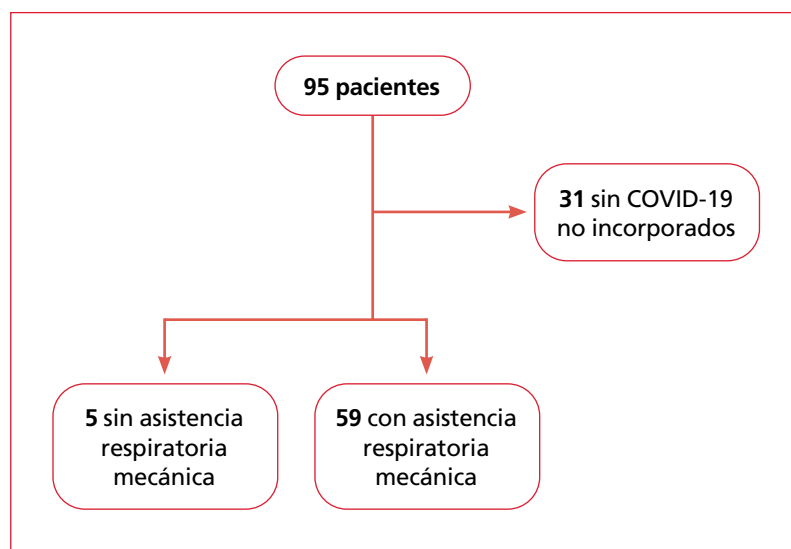 95 pacientes
31 sin COVID-19
no incorporados
5 sin asistencia
respiratoria
mecánica
59 con asistencia
respiratoria
mecánica